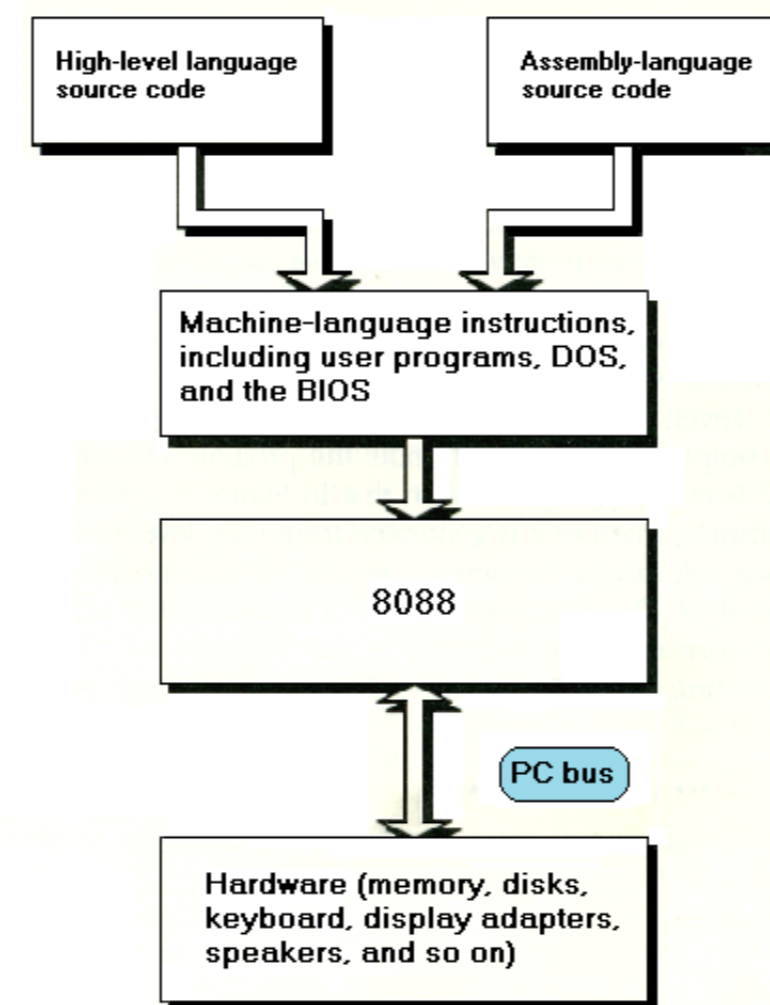 High-level language
source code
Assembly-language
source code
Machine-language instructions,
including user programs, DOS,
and the BIOS
8088
PC bus
Hardware (memory, disks,
keyboard, display adapters,
speakers, and so on)